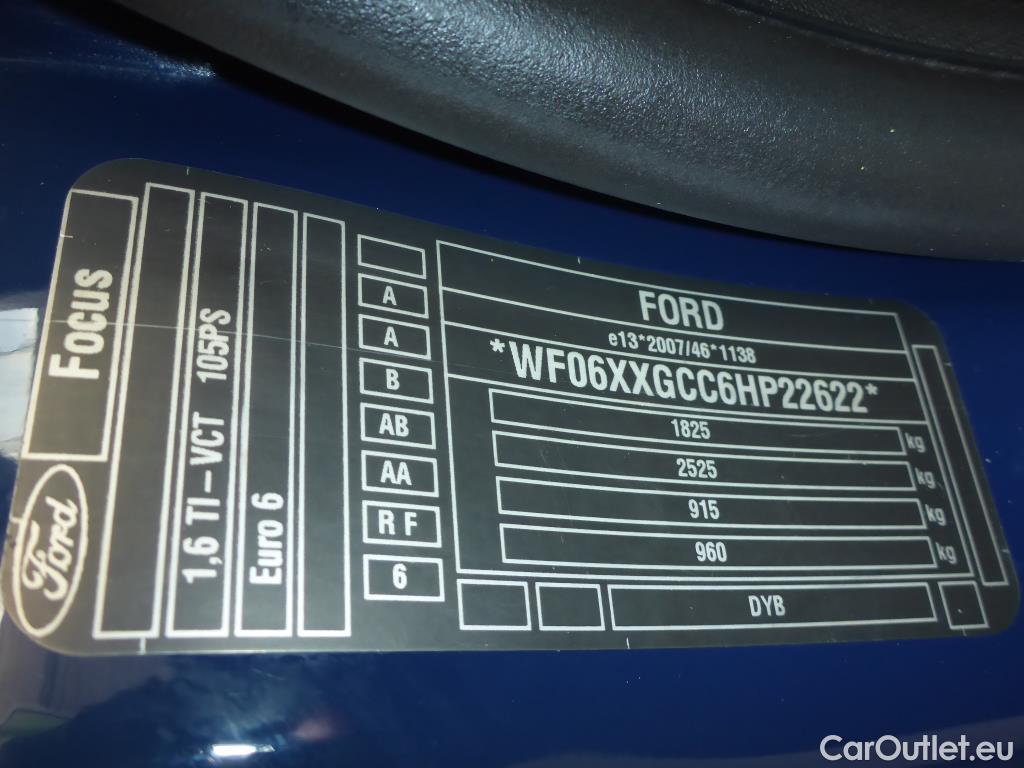 Focus
Ford
1,6 TI-VCT 105PS
Euro 6
A
A
B
AB
AA
R F
6
FORD
e13*2007/46*1138
*WF06XXGCC6HP22622*
1825 kg
2525 kg
915 kg
960 kg
DYB
CarOutlet.eu